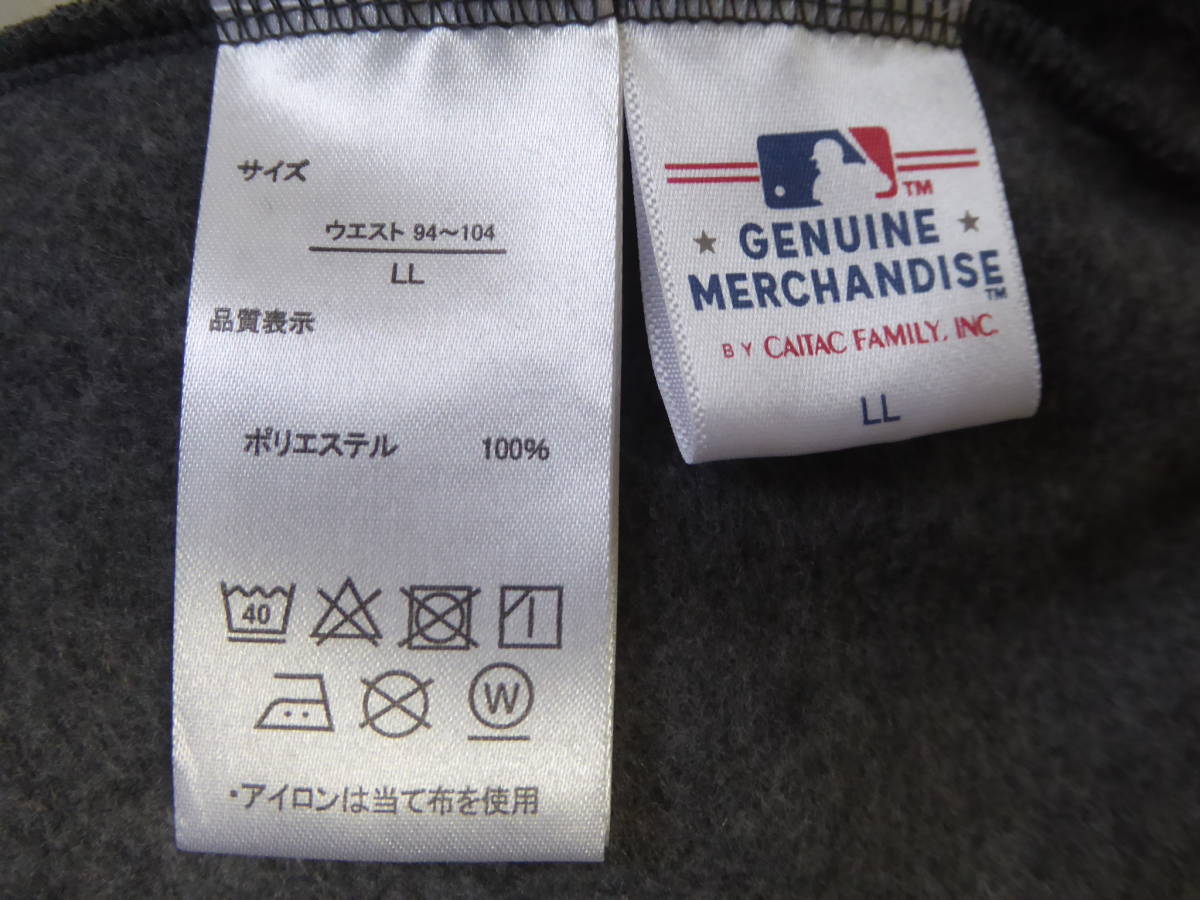 サイズ
ウエスト 94～104
LL
品質表示
ポリエステル 100%
40
W
・アイロンは当て布を使用
TM
GENUINE
MERCHANDISE
TM
BY CAITAC FAMILY, INC.
LL